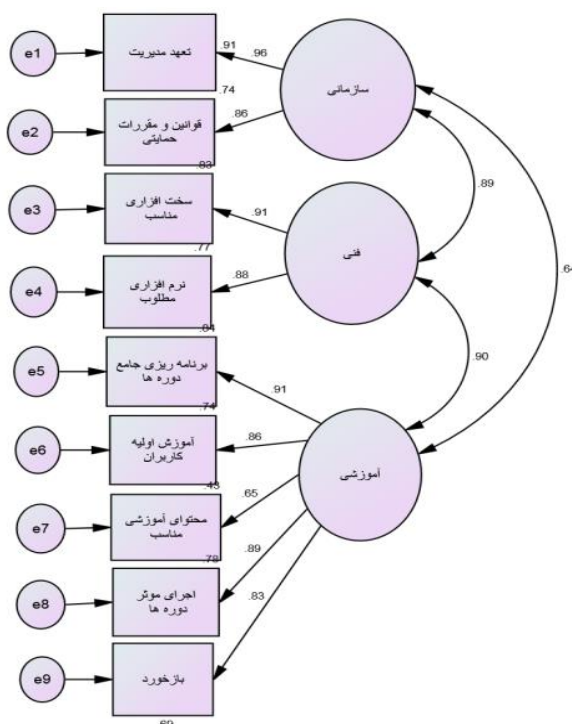 e1
تعهد مدیریت
.91
.96
سازمانی
.74
e2
قوانین و مقررات
حمایتی
.86
.83
.89
e3
سخت افزاری
مناسب
.91
فنی
.77
.64
e4
نرم افزاری
مطلوب
.88
.84
.90
e5
برنامه ریزی جامع
دوره ها
.91
.74
e6
آموزش اولیه
کاربران
.86
آموزشی
.43
e7
محتوای آموزشی
مناسب
.65
.78
.89
e8
اجرای موثر
دوره ها
.83
e9
بازخورد
.69